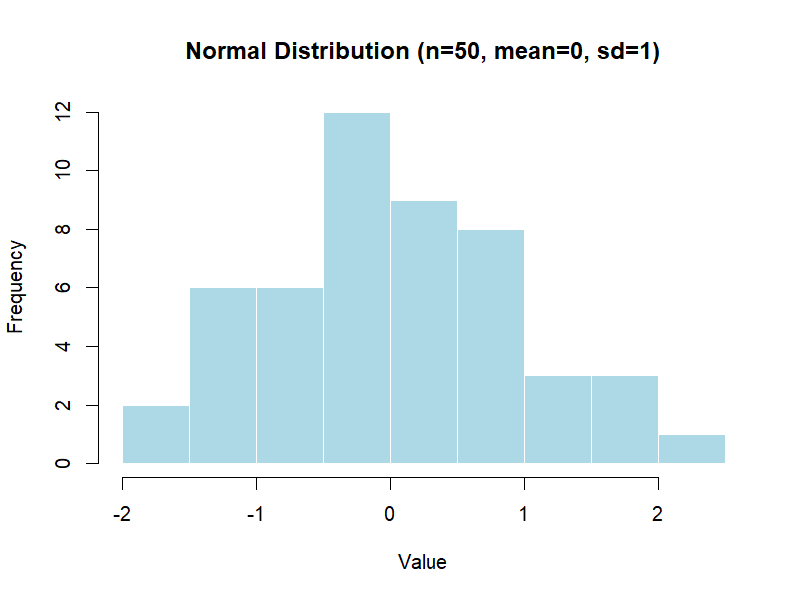 Normal Distribution (n=50, mean=0, sd=1)
Frequency
12
10
8
6
4
2
0
-2 -1 0 1 2
Value